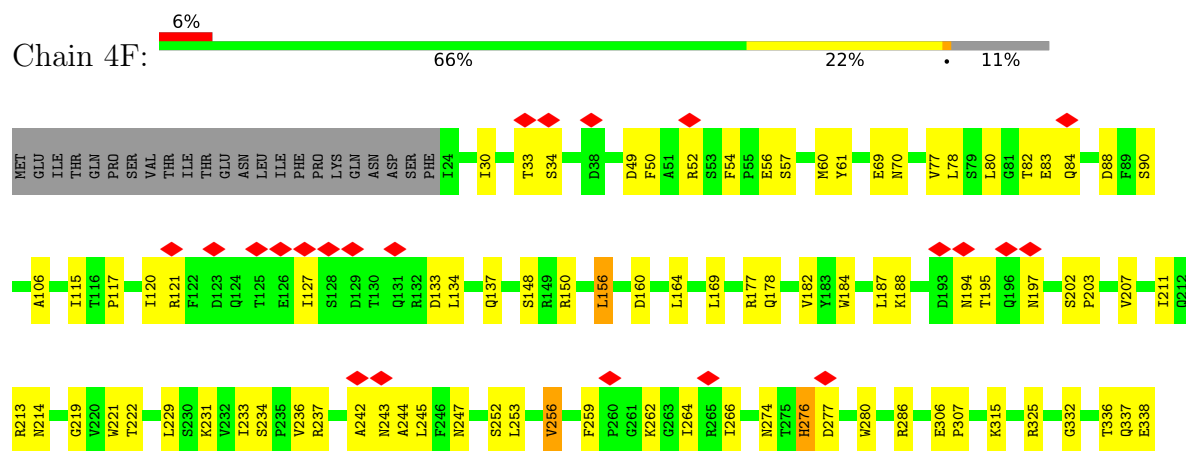 6%
Chain 4F:
66% 22% • 11%
MET GLU ILE THR GLN PRO SER VAL THR ILE THR GLU ASN LEU ILE PHE PRO LYS GLN ASN ASP SER PHE I24 I30 T33 S34 D38 D49 F50 A51 R52 S53 F54 P55 E56 S57 M60 Y61 E69 N70 V77 L78 S79 L80 G81 T82 E83 Q84 D88 F89 S90
A106 I115 T116 P117 I120 R121 F122 D123 Q124 T125 E126 I127 S128 D129 T130 Q131 R132 D133 L134 Q137 S148 R149 R150 L156 D160 L164 L169 R177 Q178 V182 Y183 W184 L187 K188 D193 N194 T195 Q196 N197 S202 P203 V207 I211 Q212
R213 N214 G219 V220 W221 T222 L229 S230 K231 V232 I233 S234 P235 V236 R237 A242 N243 A244 L245 F246 N247 S252 L253 V256 F259 P260 G261 K262 G263 I264 R265 I266 N274 T275 H276 D277 W280 R286 E306 P307 K315 R325 G332 T336 Q337 E338